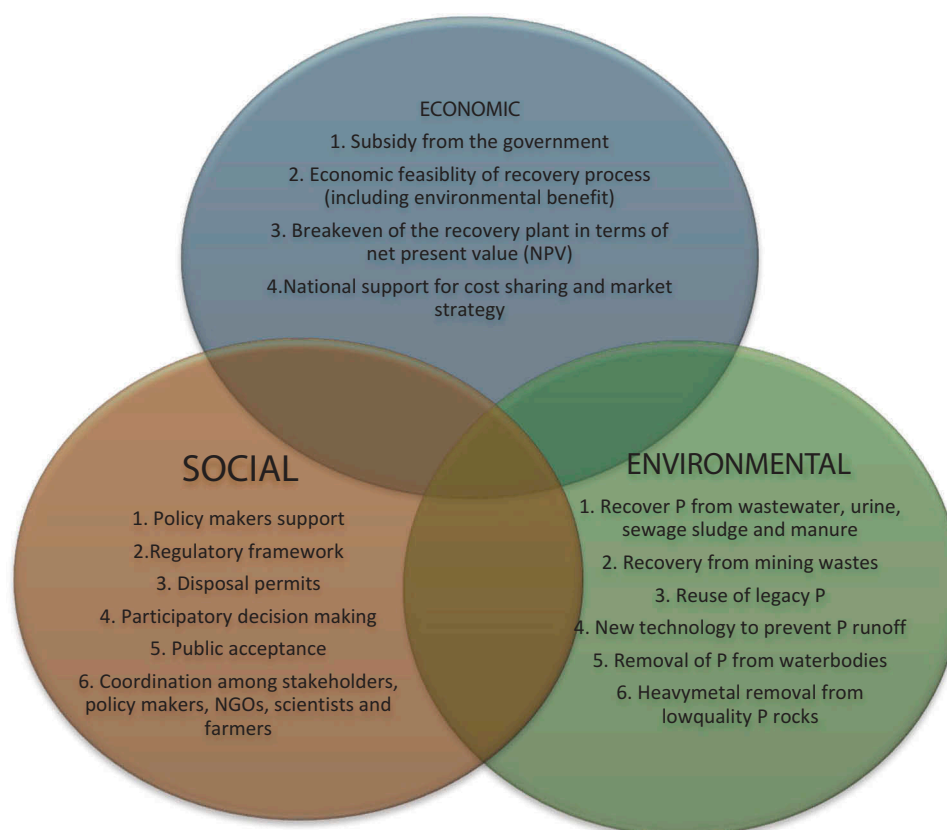 ECONOMIC
1. Subsidy from the government
2. Economic feasiblity of recovery process
(including environmental benefit)
3. Breakeven of the recovery plant in terms of
net present value (NPV)
4.National support for cost sharing and market
strategy
SOCIAL
1. Policy makers support
2.Regulatory framework
3. Disposal permits
4. Participatory decision making
5. Public acceptance
6. Coordination among stakeholders,
policy makers, NGOs, scientists and
farmers
ENVIRONMENTAL
1. Recover P from wastewater, urine,
sewage sludge and manure
2. Recovery from mining wastes
3. Reuse of legacy P
4. New technology to prevent P runoff
5. Removal of P from waterbodies
6. Heavymetal removal from
lowquality P rocks